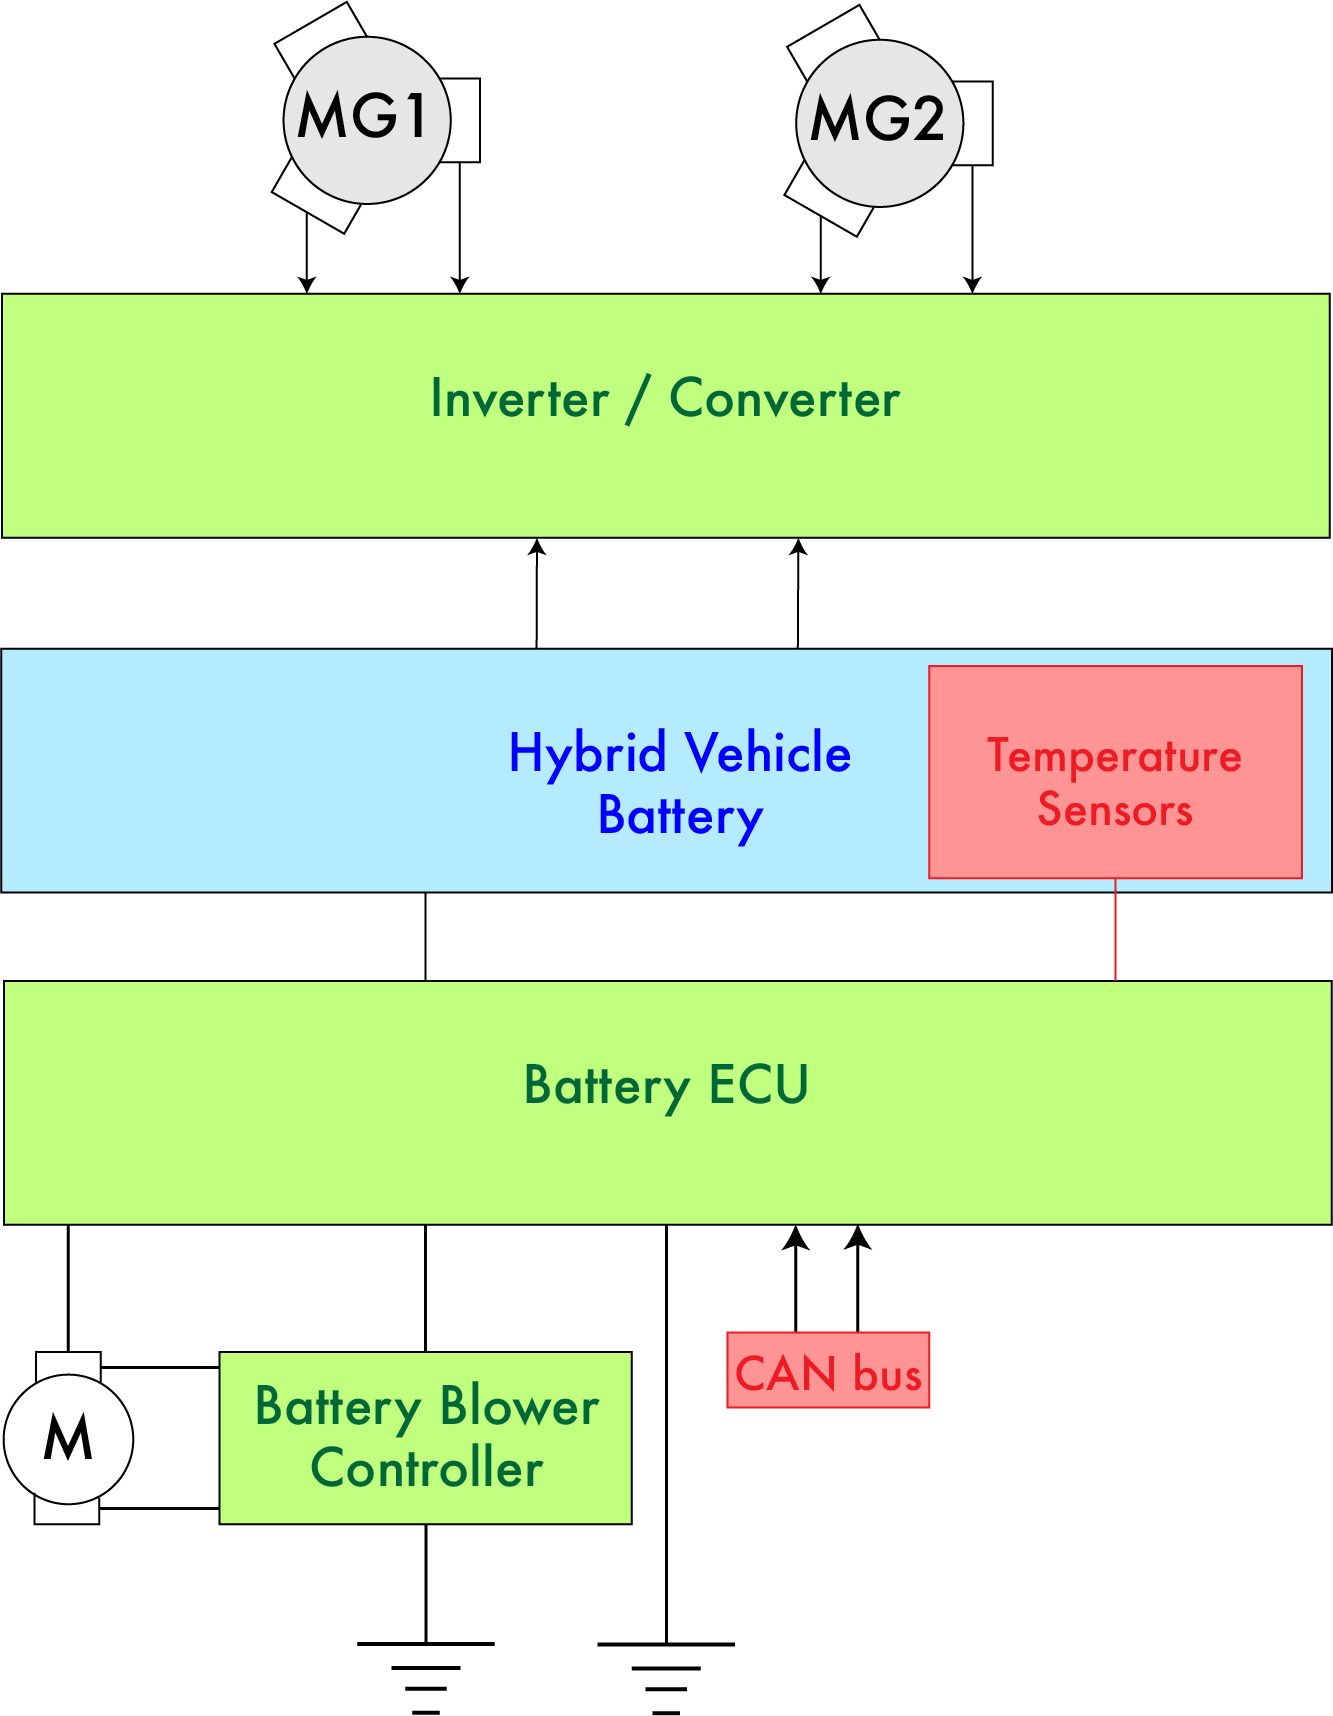 MG1
MG2
Inverter / Converter
Hybrid Vehicle
Battery
Temperature
Sensors
Battery ECU
CAN bus
Battery Blower
Controller
M